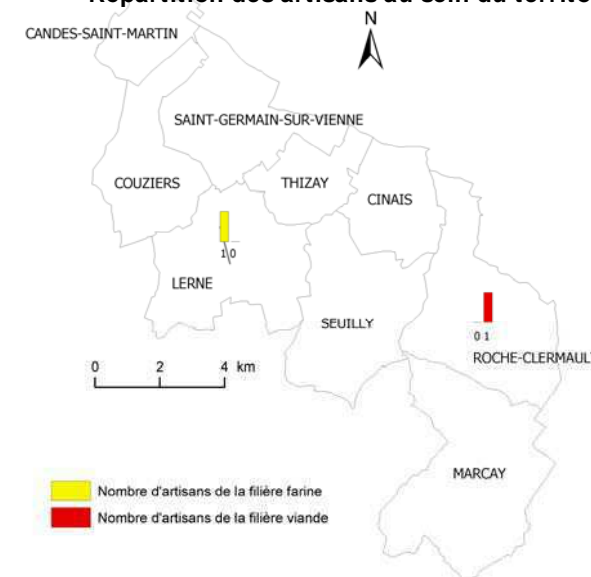 Répartition des artisans au sein du territo
N
CANDES-SAINT-MARTIN
SAINT-GERMAIN-SUR-VIENNE
COUZIERS
THIZAY
CINAIS
1 0
LERNE
SEUILLY
0 1
ROCHE-CLERMAUL
0 2 4 km
MARCAY
Nombre d'artisans de la filière farine
Nombre d'artisans de la filière viande